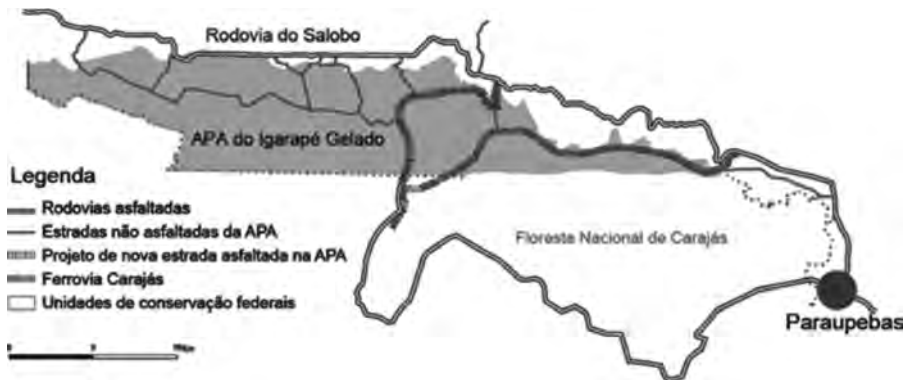 Rodovia do Salobo
APA do Igarapé Gelado
Legenda
Rodovias asfaltadas
Estradas não asfaltadas da APA
Projeto de nova estrada asfaltada na APA
Ferrovia Carajás
Unidades de conservação federais
Floresta Nacional de Carajás
Paraupebas